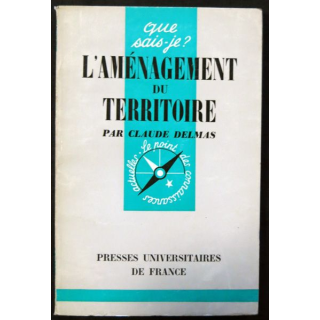 que
sais-je?
L'AMÉNAGEMENT
DU
TERRITOIRE
PAR CLAUDE DELMAS
le point des connaissances actuelles
PRESSES UNIVERSITAIRES
DE FRANCE